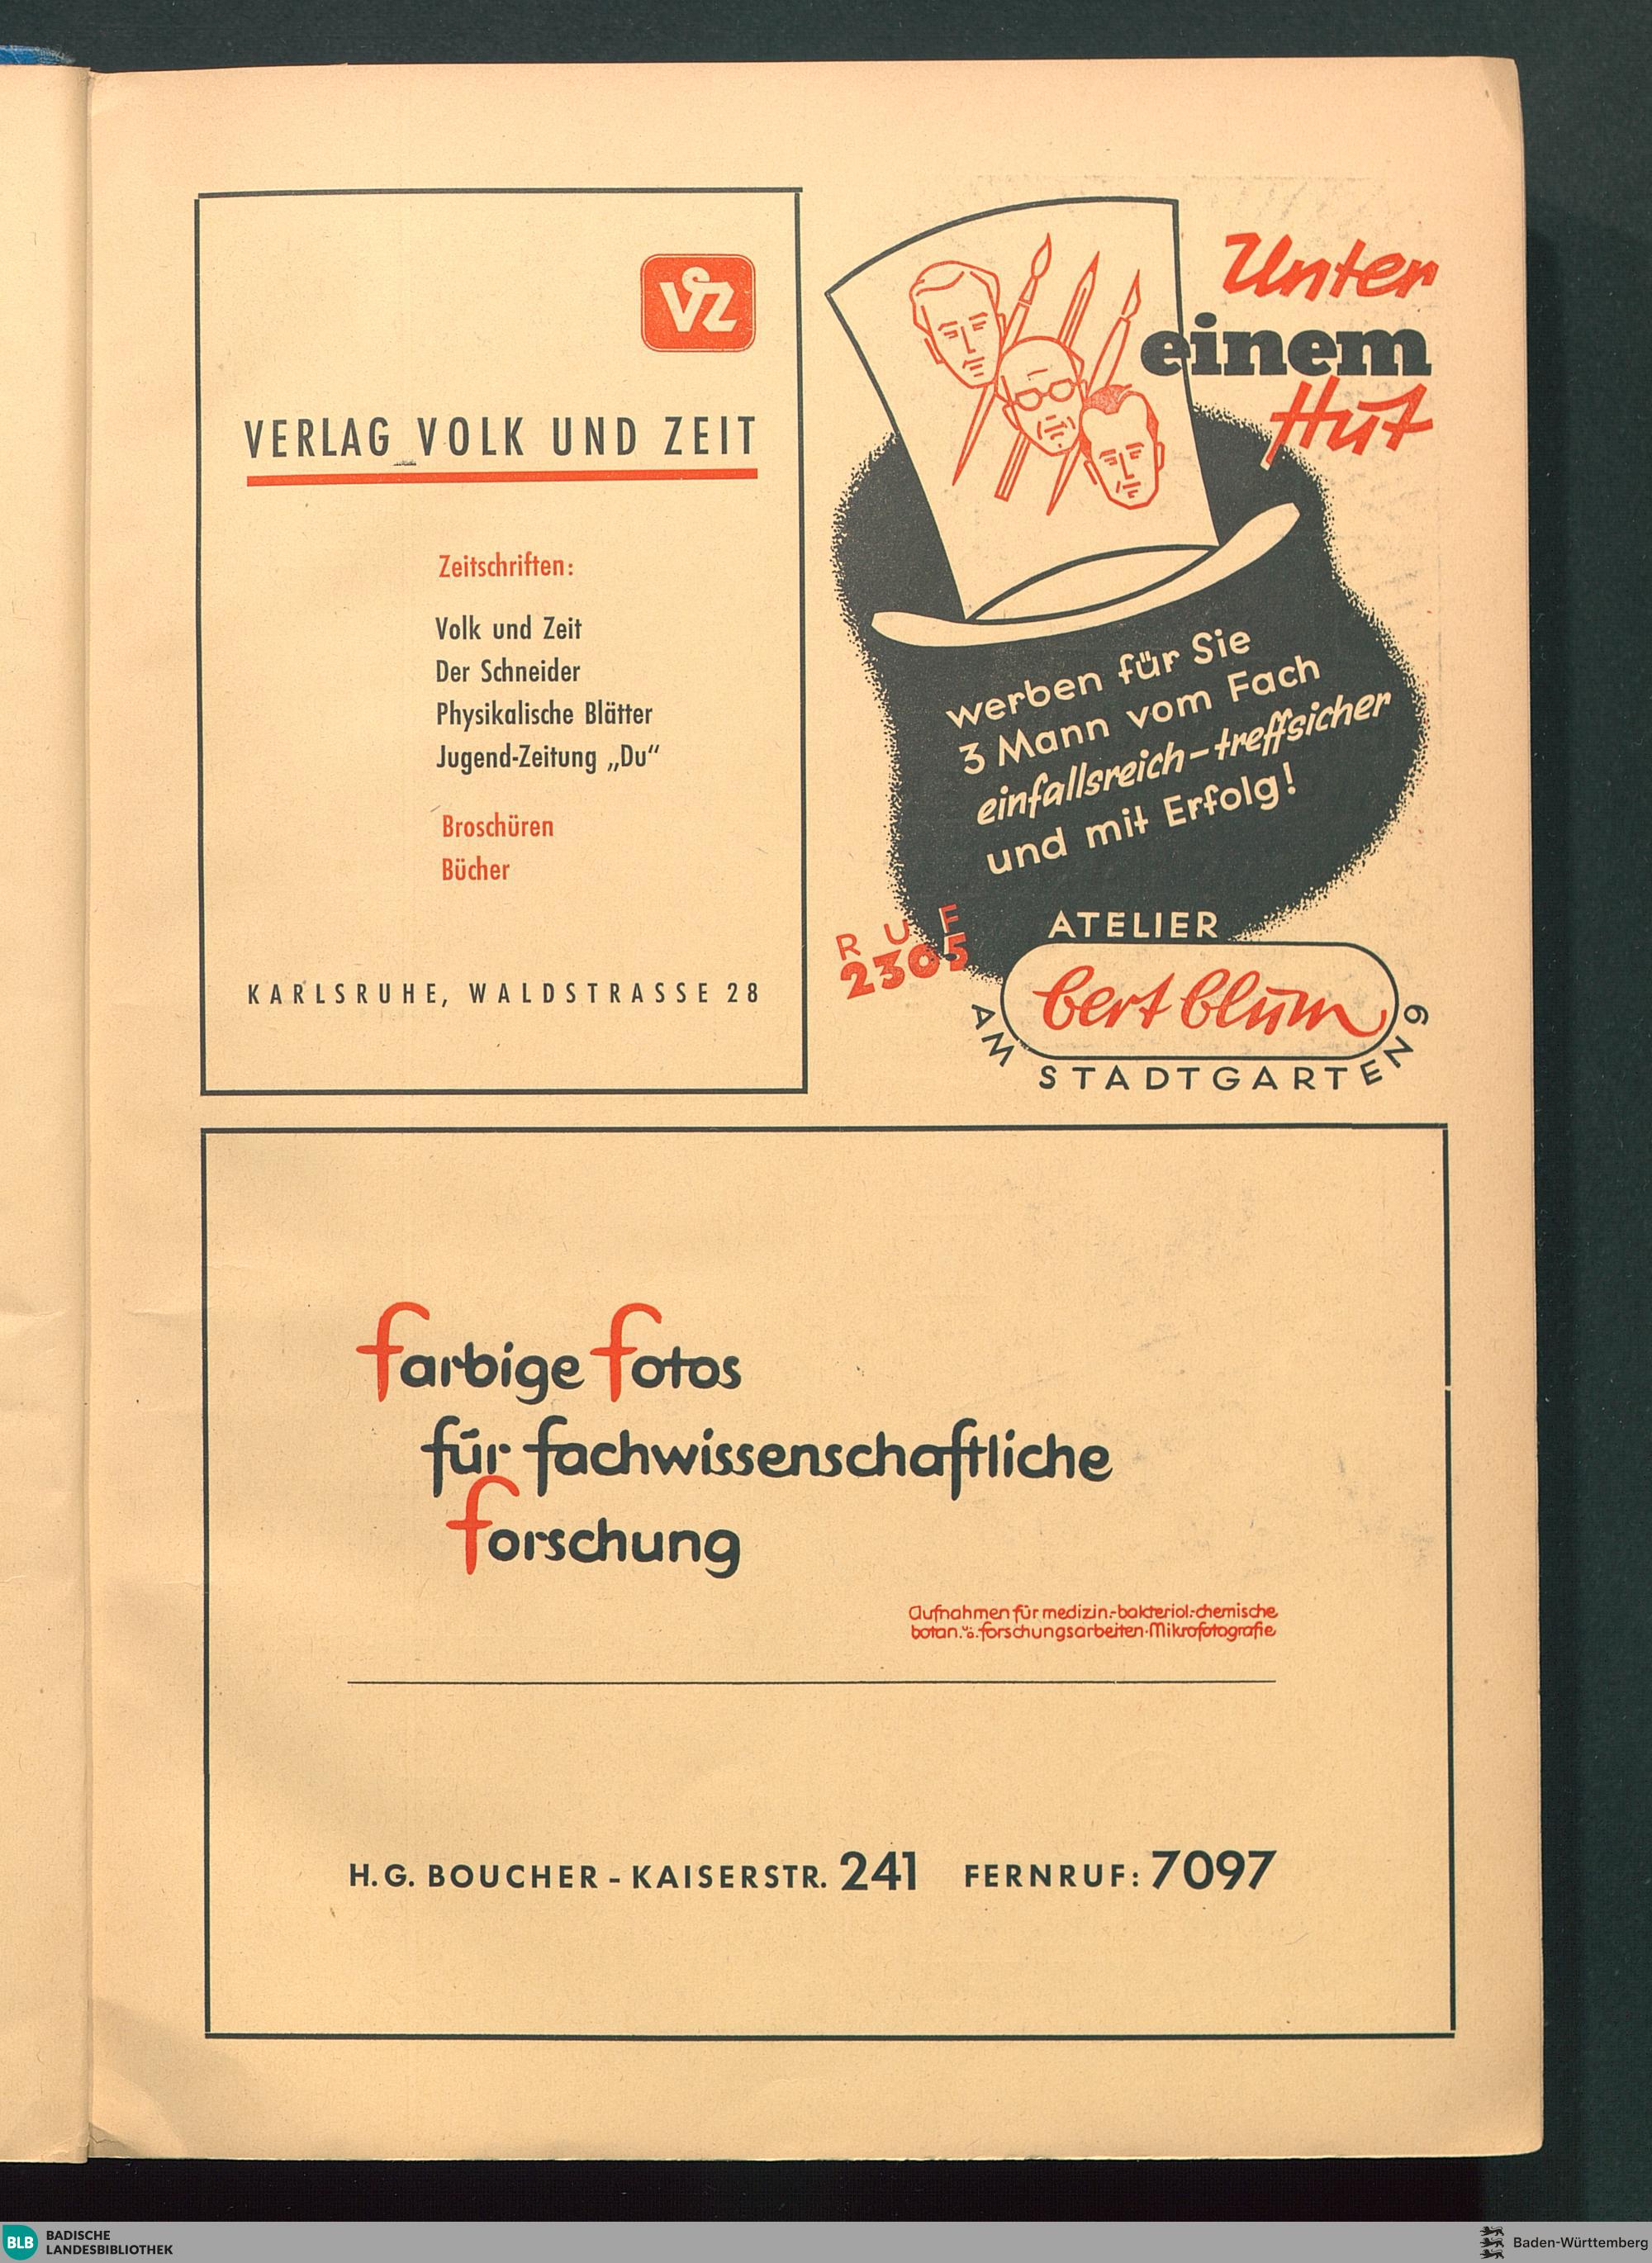 VZ
VERLAG VOLK UND ZEIT
Zeitschriften:
Volk und Zeit
Der Schneider
Physikalische Blätter
Jugend-Zeitung „Du“
Broschüren
Bücher
KARLSRUHE, WALDSTRASSE 28
Unter
einem
Hut
werben für Sie
3 Mann vom Fach
einfallsreich-treffsicher
und mit Erfolg!
RUF
2305
ATELIER
bert blum
AM STADTGARTEN 9
farbige fotos
für fachwissenschaftliche
forschung
Aufnahmen für medizin.-bakteriol.-chemische
botan. u. ä. forschungsarbeiten·Mikrofotografie
H. G. BOUCHER - KAISERSTR. 241 FERNRUF: 7097
BLB BADISCHE
LANDESBIBLIOTHEK
Baden-Württemberg